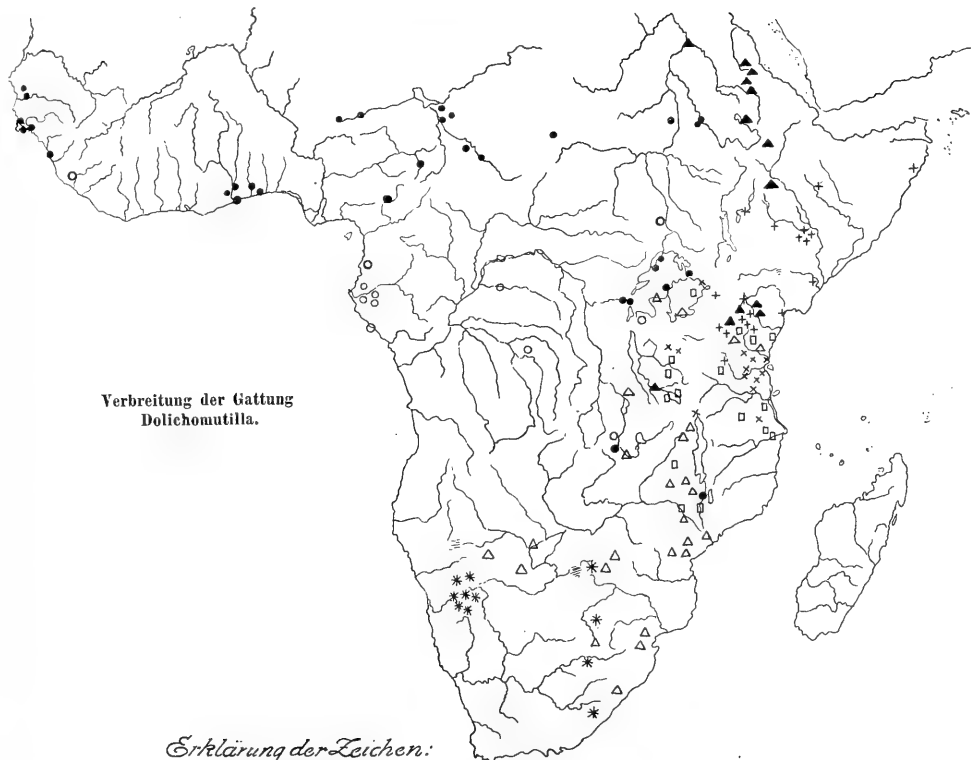 Verbreitung der Gattung
Dolichomutilla.
Erklärung der Zeichen: